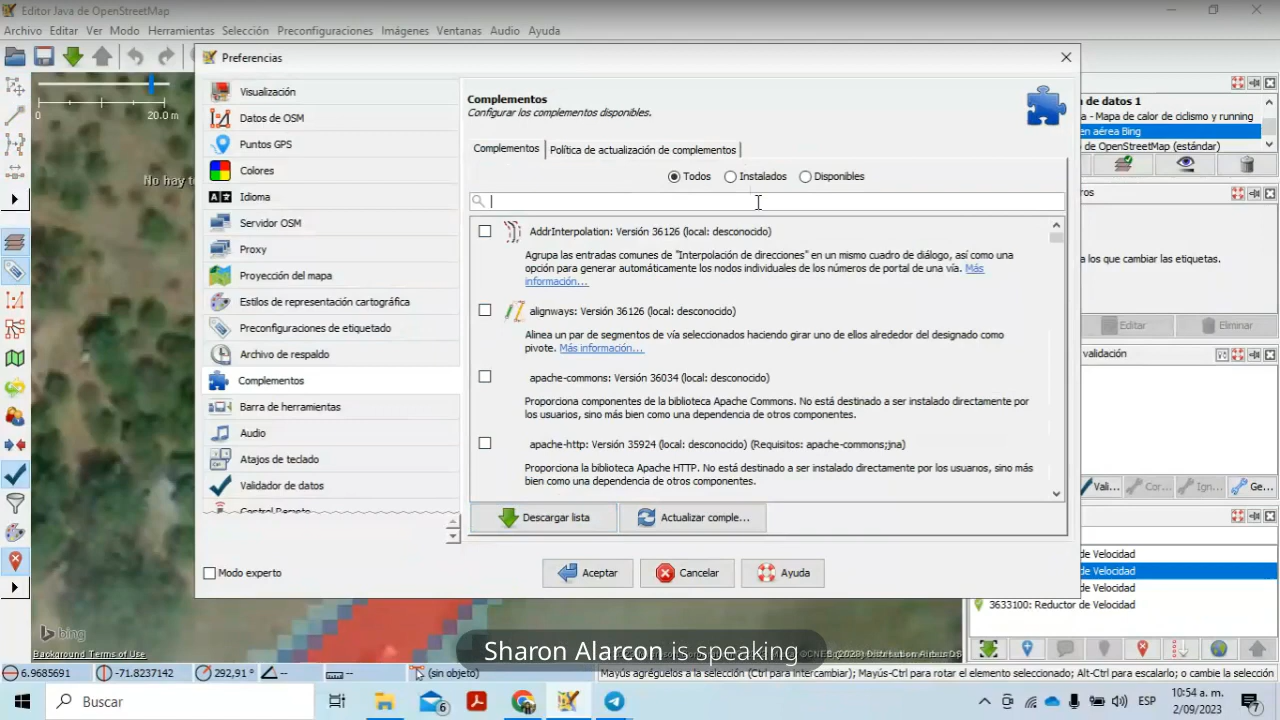 Editor Java de OpenStreetMap
Archivo Editar Ver Modo Herramientas Selección Preconfiguraciones Imágenes Ventanas Audio Ayuda
Preferencias
0 20.0 m
No hay te
Visualización
Datos de OSM
Puntos GPS
Colores
Idioma
Servidor OSM
Proxy
Proyección del mapa
Estilos de representación cartográfica
Preconfiguraciones de etiquetado
Archivo de respaldo
Complementos
Barra de herramientas
Audio
Atajos de teclado
Validador de datos
Control Remoto
Modo experto
Complementos
Configurar los complementos disponibles.
Complementos Política de actualización de complementos
Todos Instalados Disponibles
AddrInterpolation: Versión 36126 (local: desconocido)
Agrupa las entradas comunes de "Interpolación de direcciones" en un mismo cuadro de diálogo, así como una
opción para generar automáticamente los nodos individuales de los números de portal de una vía. Más
información...
alignways: Versión 36126 (local: desconocido)
Alinea un par de segmentos de vía seleccionados haciendo girar uno de ellos alrededor del designado como
pivote. Más información...
apache-commons: Versión 36034 (local: desconocido)
Proporciona componentes de la biblioteca Apache Commons. No está destinado a ser instalado directamente por
los usuarios, sino más bien como una dependencia de otros componentes.
apache-http: Versión 35924 (local: desconocido) (Requisitos: apache-commons;jna)
Proporciona la biblioteca Apache HTTP. No está destinado a ser instalado directamente por los usuarios, sino más
bien como una dependencia de otros componentes.
Descargar lista Actualizar comple...
Aceptar Cancelar Ayuda
a de datos 1
a - Mapa de calor de ciclismo y running
en aérea Bing
e de OpenStreetMap (estándar)
ros
a los que cambiar las etiquetas.
Editar Eliminar
validación
Vali... Cor... Ign... Ge...
de Velocidad
de Velocidad
de Velocidad
3633100: Reductor de Velocidad
bing
Background Terms of Use
Sharon Alarcon is speaking
6.9685691 -71.8237142 292,91 ° -- -- (sin objeto)
Mayús agréguelos a la selección (Ctrl para intercambiar); Mayús-Ctrl para rotar el elemento seleccionado; Alt-Ctrl para escalarlo; o cambie la selección
Buscar
6
ESP
10:54 a. m.
2/09/2023
7